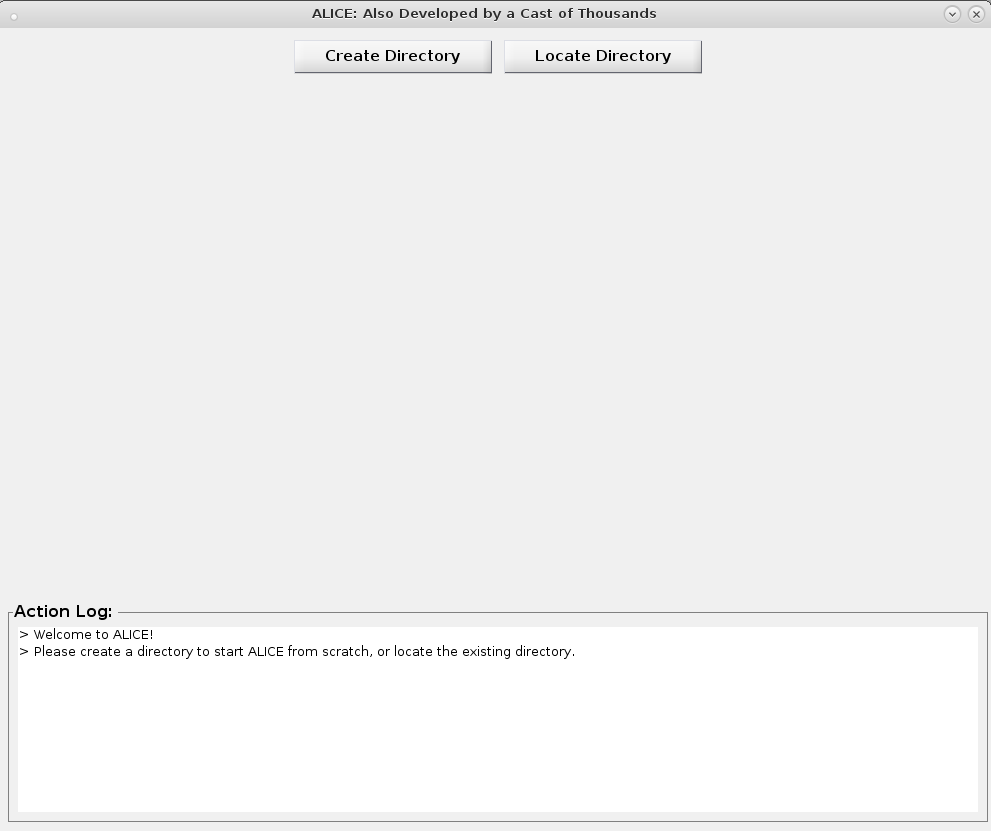 ALICE: Also Developed by a Cast of Thousands
Create Directory
Locate Directory
Action Log:
> Welcome to ALICE!
> Please create a directory to start ALICE from scratch, or locate the existing directory.